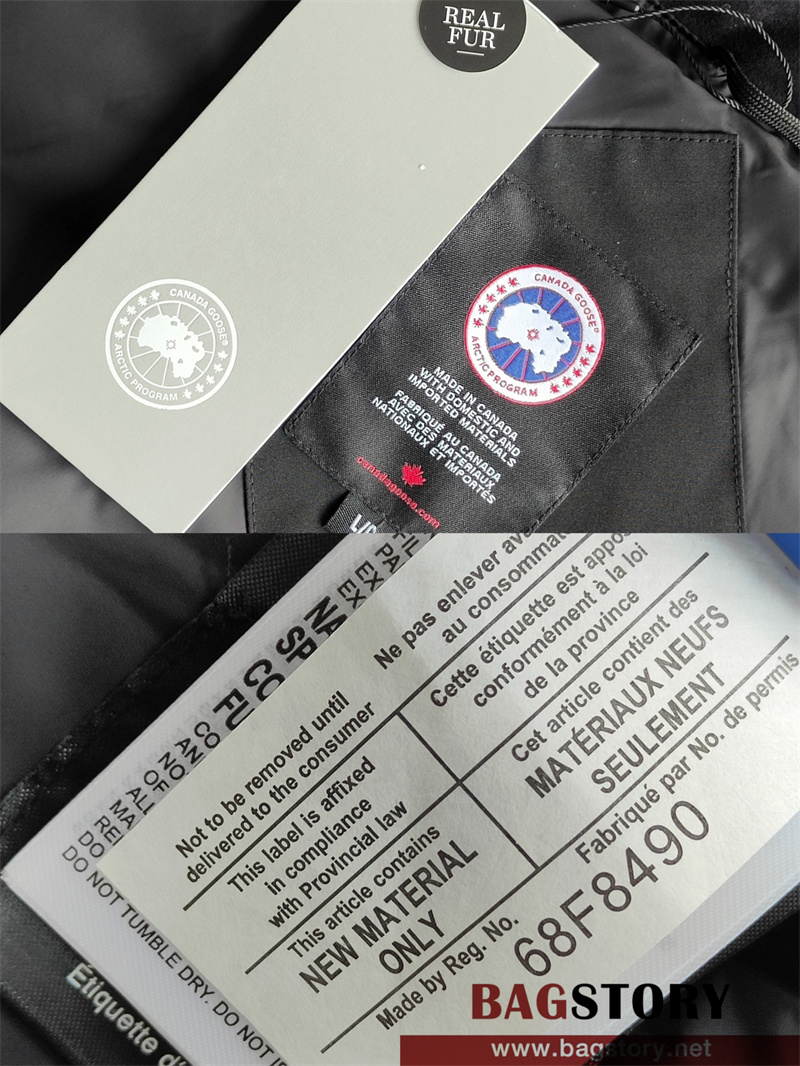 REAL
FUR
CANADA GOOSE®
ARCTIC PROGRAM
CANADA GOOSE®
ARCTIC PROGRAM
MADE IN CANADA
WITH DOMESTIC AND
IMPORTED MATERIALS
FABRIQUÉ AU CANADA
AVEC DES MATÉRIAUX
NATIONAUX ET IMPORTÉS
canadagoose.com
Ne pas enlever
au
Cette étiquette est
conformément à la loi
de la province
Cet article contient des
MATÉRIAUX NEUFS
SEULEMENT
Fabriqué par No. de permis
Not to be removed until
delivered to the consumer
This label is affixed
in compliance
with Provincial law
This article contains
NEW MATERIAL
ONLY
Made by Reg. No.
68F8490
DO NOT TUMBLE DRY. DO NOT
Étiquette
BAGSTORY
www.bagstory.net